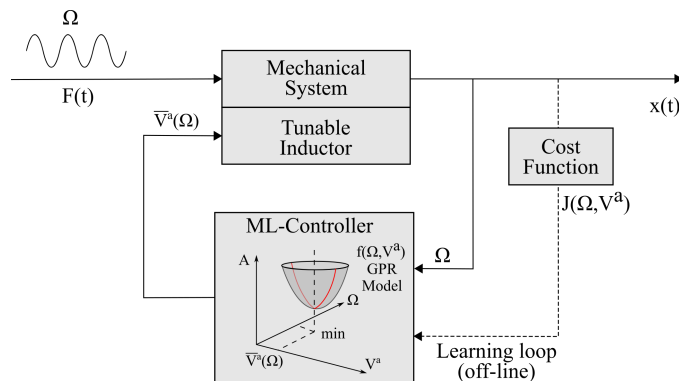 Ω
F(t)
Mechanical
System
Tunable
Inductor
x(t)
V̅ᵃ(Ω)
Cost
Function
J(Ω,Vᵃ)
ML-Controller
f(Ω,Vᵃ)
GPR
Model
A
Ω
min
V̅ᵃ(Ω)
Vᵃ
Ω
Learning loop
(off-line)